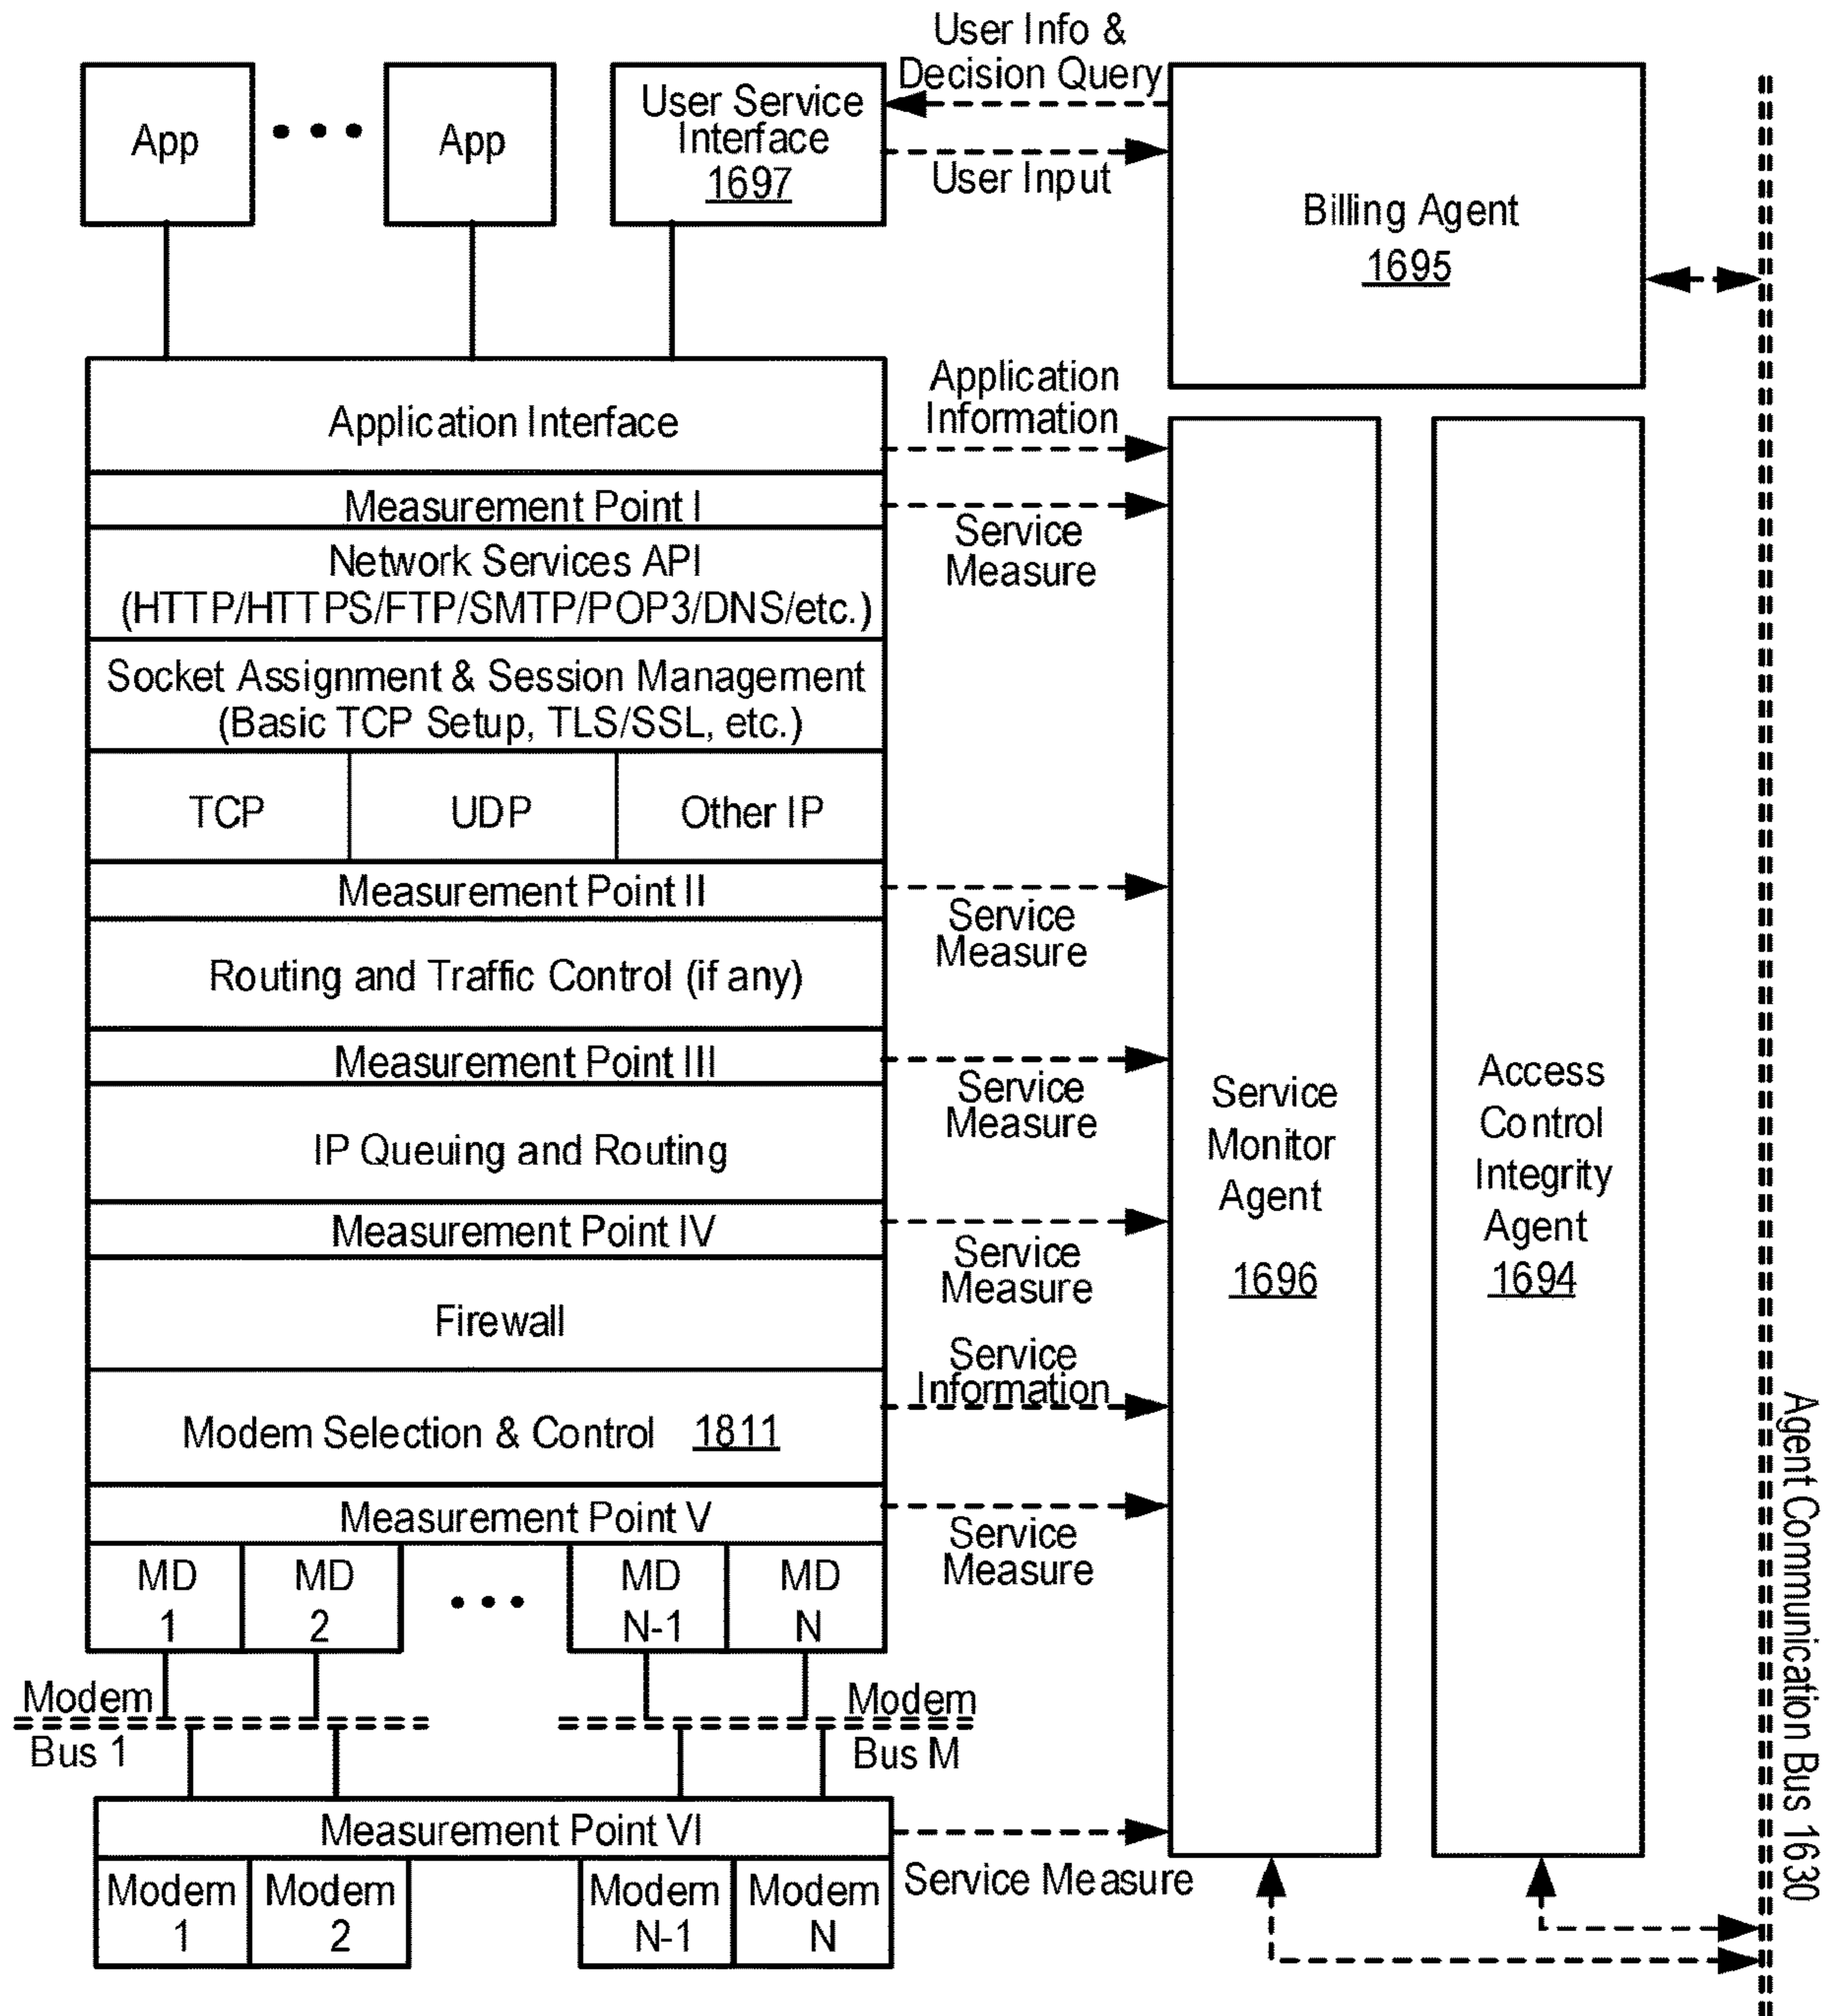 User Info &
Decision Query
App
App
User Service
Interface
1697
User Input
Billing Agent
1695
Application Interface
Application
Information
Measurement Point I
Service
Measure
Network Services API
(HTTP/HTTPS/FTP/SMTP/POP3/DNS/etc.)
Socket Assignment & Session Management
(Basic TCP Setup, TLS/SSL, etc.)
TCP
UDP
Other IP
Measurement Point II
Service
Measure
Routing and Traffic Control (if any)
Measurement Point III
Service
Measure
IP Queuing and Routing
Measurement Point IV
Service
Measure
Firewall
Service
Information
Modem Selection & Control 1811
Measurement Point V
Service
Measure
MD
1
MD
2
MD
N-1
MD
N
Modem
Bus 1
Modem
Bus M
Measurement Point VI
Service Measure
Modem
1
Modem
2
Modem
N-1
Modem
N
Service
Monitor
Agent
1696
Access
Control
Integrity
Agent
1694
Agent Communication Bus 1630